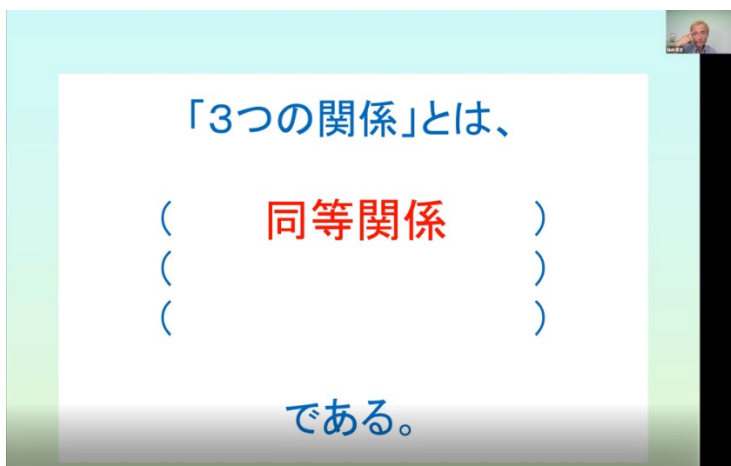 「3つの関係」とは、
( 同等関係 )
( )
( )
である。